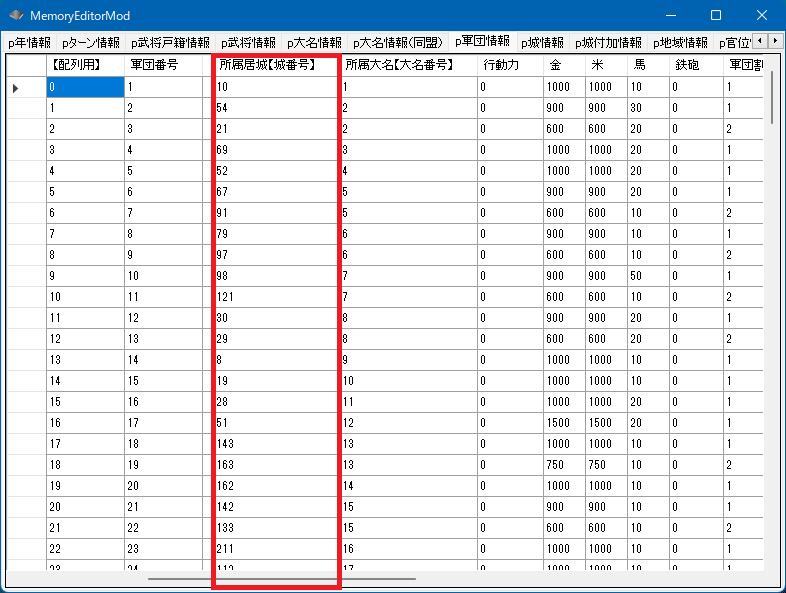 MemoryEditorMod
p年情報 pターン情報 p武将戸籍情報 p武将情報 p大名情報 p大名情報(同盟) p軍団情報 p城情報 p城付加情報 p地域情報 p官位
【配列用】 軍団番号 所属居城【城番号】 所属大名【大名番号】 行動力 金 米 馬 鉄砲 軍団割
0 1 10 1 0 1000 1000 10 0 1
1 2 54 2 0 900 900 30 0 1
2 3 21 2 0 600 600 20 0 2
3 4 69 3 0 1000 1000 20 0 1
4 5 52 4 0 1000 1000 20 0 1
5 6 67 5 0 900 900 20 0 1
6 7 91 5 0 600 600 10 0 2
7 8 79 6 0 900 900 10 0 1
8 9 97 6 0 600 600 10 0 2
9 10 98 7 0 900 900 50 0 1
10 11 121 7 0 600 600 10 0 2
11 12 30 8 0 900 900 20 0 1
12 13 29 8 0 600 600 20 0 2
13 14 8 9 0 1000 1000 10 0 1
14 15 19 10 0 1000 1000 10 0 1
15 16 28 11 0 1000 1000 20 0 1
16 17 51 12 0 1500 1500 20 0 1
17 18 143 13 0 1000 1000 10 0 1
18 19 163 13 0 750 750 10 0 2
19 20 162 14 0 1000 1000 10 0 1
20 21 142 15 0 900 900 10 0 1
21 22 133 15 0 600 600 10 0 2
22 23 211 16 0 1000 1000 10 0 1
23 24 17 0 1000 1000 10 0 1